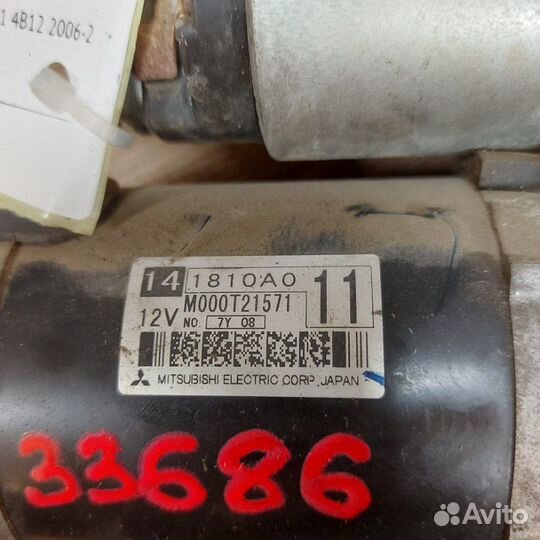 1 4B12 2006-2
14 1810A0 11
12V M000T21571
NO. 7Y 08
MITSUBISHI ELECTRIC CORP. JAPAN
33686
Avito